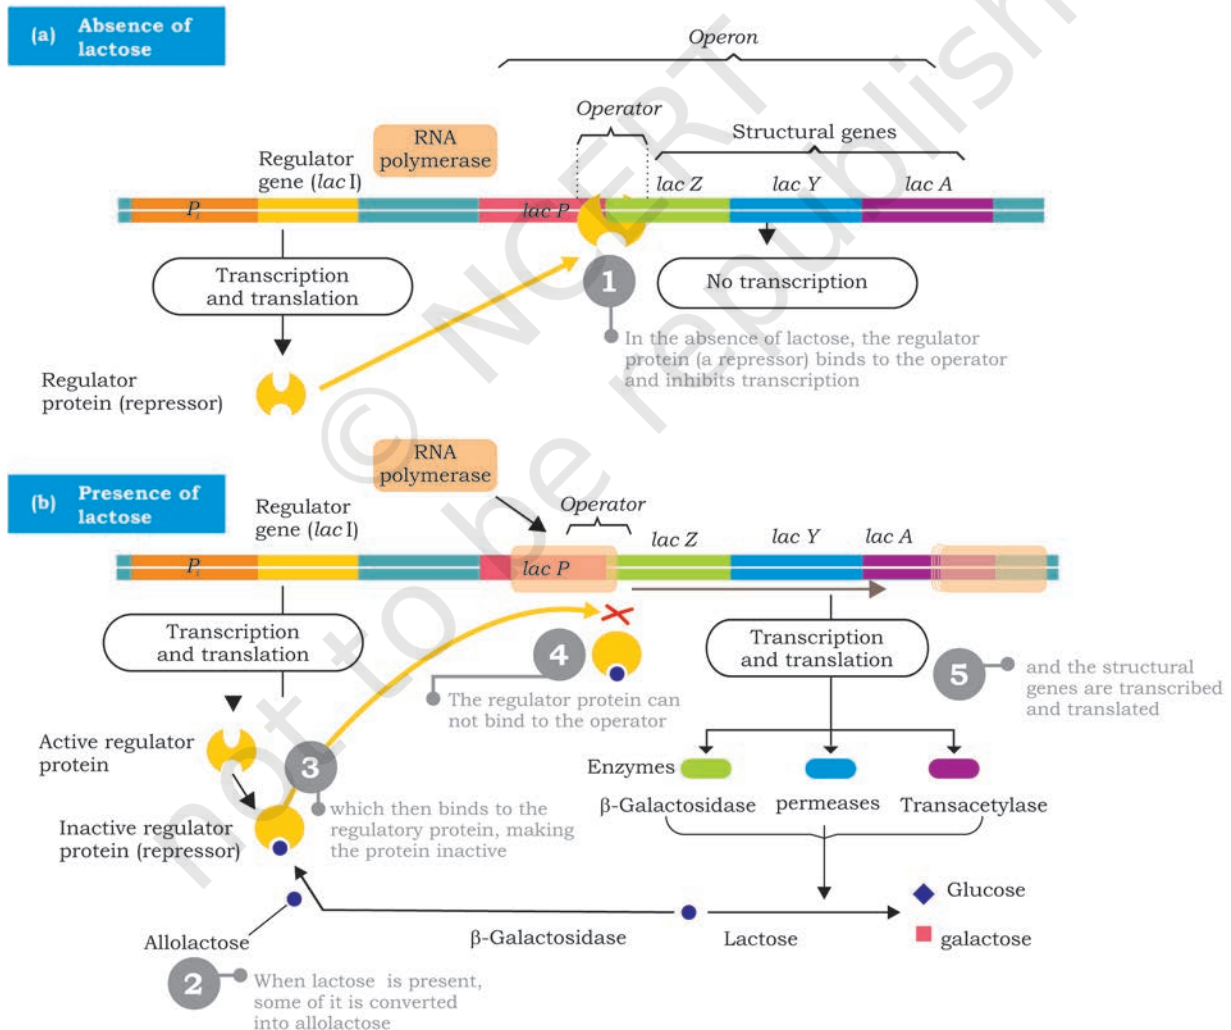 (a) Absence of
lactose
Operon
Operator
Structural genes
RNA
polymerase
Regulator
gene (lac I)
lac Z
lac Y
lac A
Pi
lac P
Transcription
and translation
1
No transcription
In the absence of lactose, the regulator
protein (a repressor) binds to the operator
and inhibits transcription
Regulator
protein (repressor)
RNA
polymerase
(b) Presence of
lactose
Regulator
gene (lac I)
Operator
lac Z
lac Y
lac A
Pi
lac P
Transcription
and translation
4
The regulator protein can
not bind to the operator
Transcription
and translation
5
and the structural
genes are transcribed
and translated
Active regulator
protein
3
which then binds to the
regulatory protein, making
the protein inactive
Enzymes
β-Galactosidase
permeases
Transacetylase
Inactive regulator
protein (repressor)
Glucose
galactose
Allolactose
β-Galactosidase
Lactose
2
When lactose is present,
some of it is converted
into allolactose
© NCERT
not to be republish